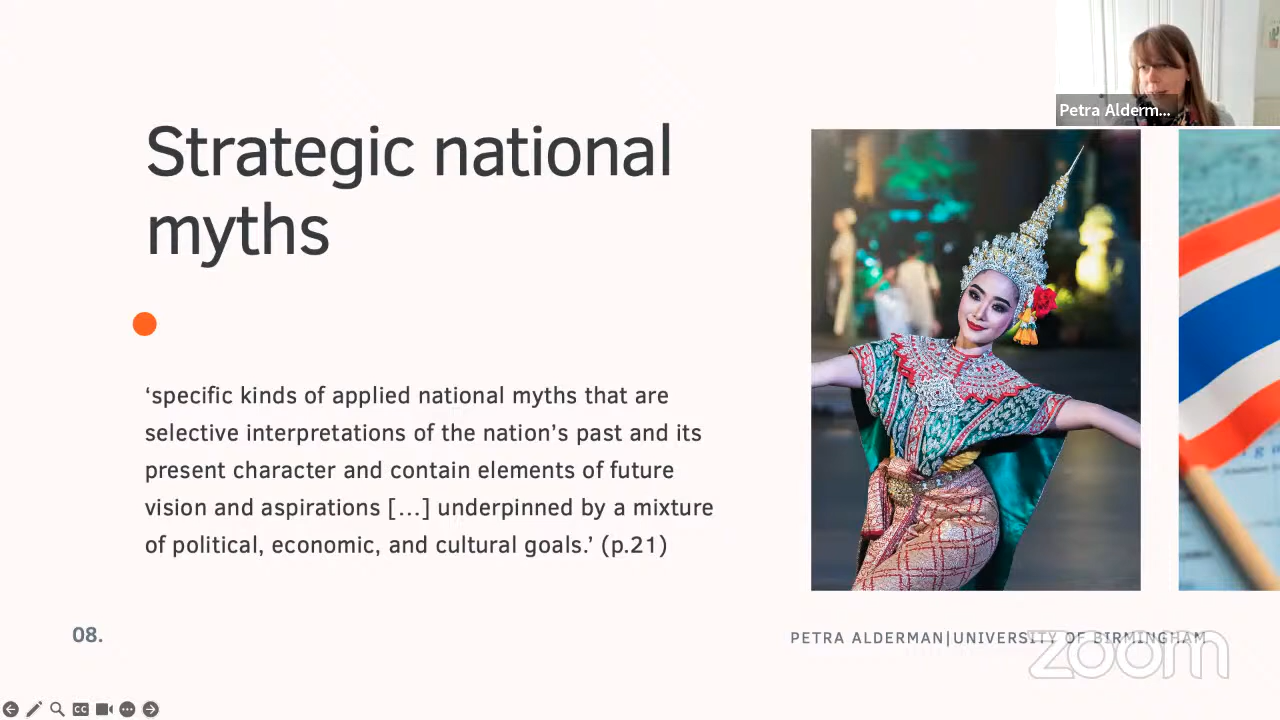 Petra Alderm...
Strategic national
myths
‘specific kinds of applied national myths that are
selective interpretations of the nation’s past and its
present character and contain elements of future
vision and aspirations [...] underpinned by a mixture
of political, economic, and cultural goals.’ (p.21)
08.
PETRA ALDERMAN|UNIVERSITY OF BIRMINGHAM
zoom
CC